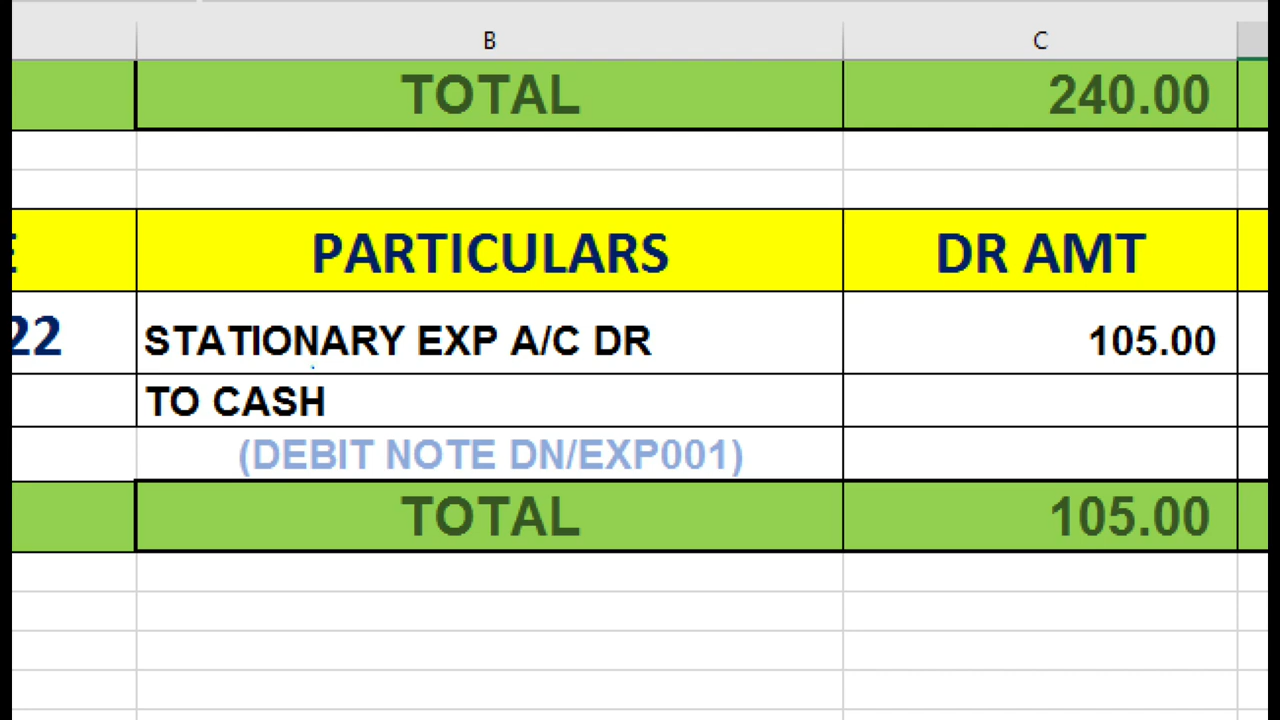 B C
TOTAL 240.00
E PARTICULARS DR AMT
22 STATIONARY EXP A/C DR 105.00
TO CASH
(DEBIT NOTE DN/EXP001)
TOTAL 105.00